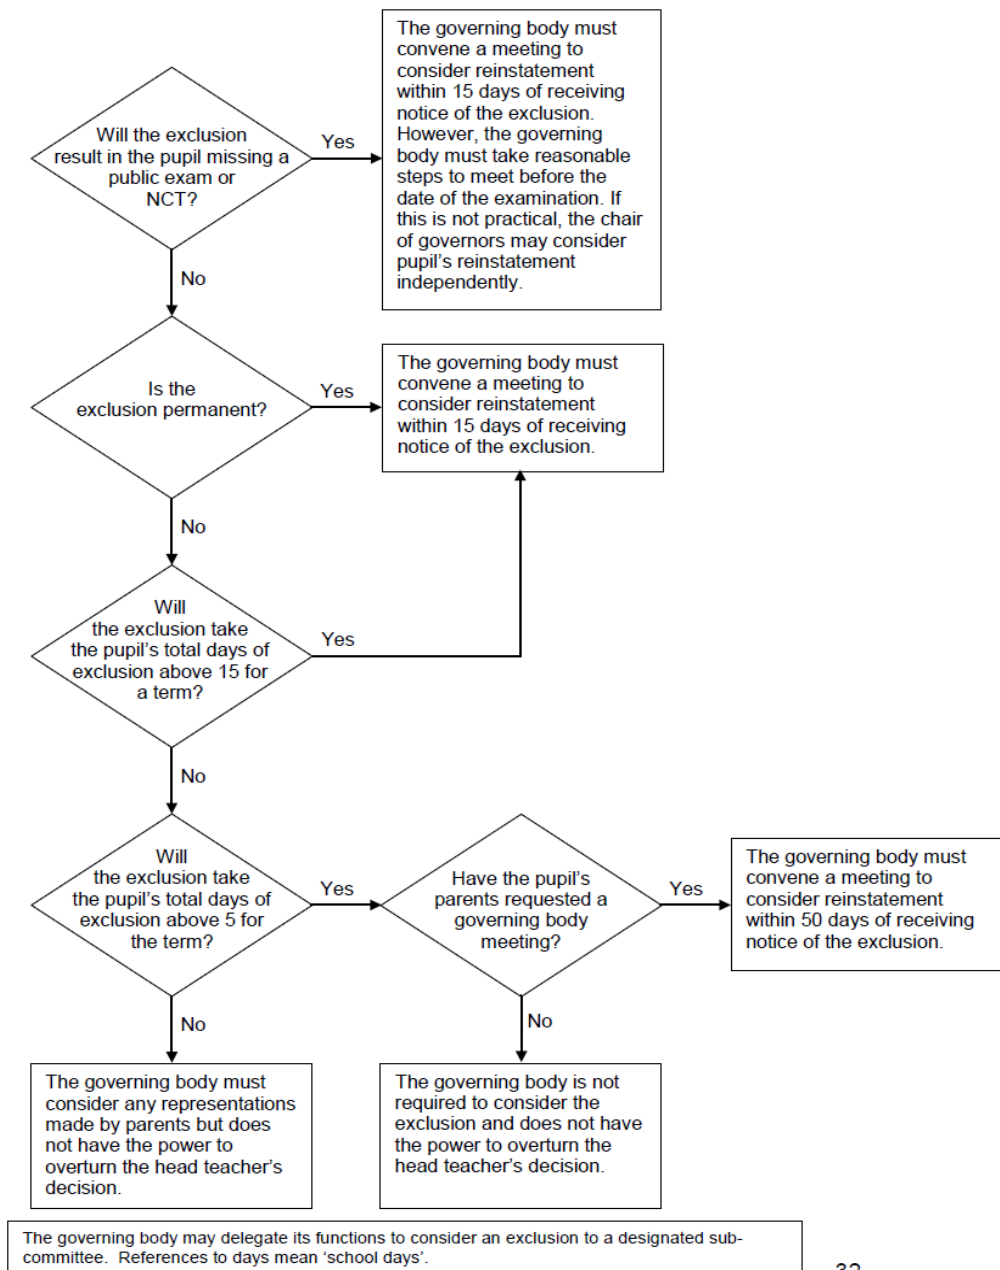 The governing body must
convene a meeting to
consider reinstatement
within 15 days of receiving
notice of the exclusion.
However, the governing
body must take reasonable
steps to meet before the
date of the examination. If
this is not practical, the chair
of governors may consider
pupil's reinstatement
independently.
Will the exclusion
result in the pupil missing a
public exam or
NCT?
Yes
No
Is the
exclusion permanent?
Yes
The governing body must
convene a meeting to
consider reinstatement
within 15 days of receiving
notice of the exclusion.
No
Will
the exclusion take
the pupil's total days of
exclusion above 15 for
a term?
Yes
No
Will
the exclusion take
the pupil's total days of
exclusion above 5 for
the term?
Yes
Have the pupil's
parents requested a
governing body
meeting?
Yes
The governing body must
convene a meeting to
consider reinstatement
within 50 days of receiving
notice of the exclusion.
No
No
The governing body must
consider any representations
made by parents but does
not have the power to
overturn the head teacher's
decision.
The governing body is not
required to consider the
exclusion and does not have
the power to overturn the
head teacher's decision.
The governing body may delegate its functions to consider an exclusion to a designated sub-
committee.  References to days mean 'school days'.
32